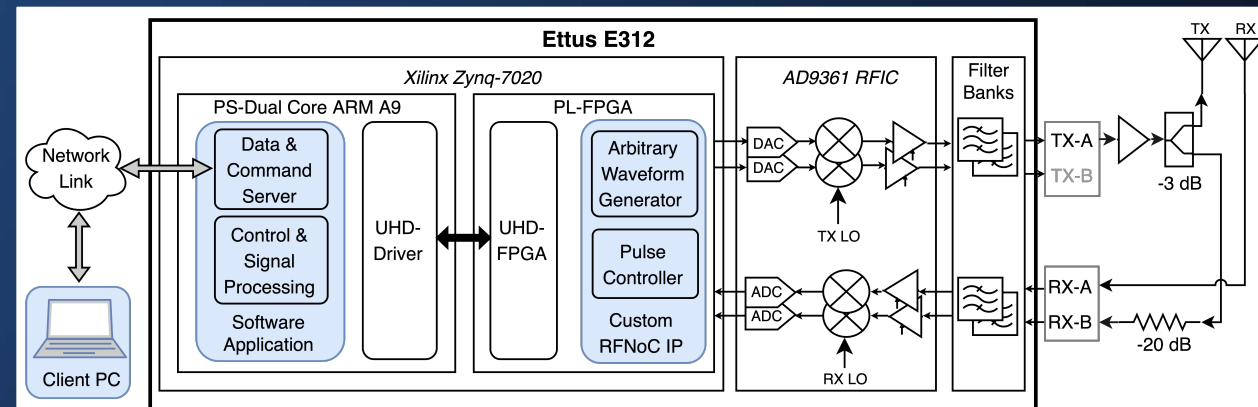 Ettus E312
Xilinx Zynq-7020
AD9361 RFIC
Filter
Banks
PS-Dual Core ARM A9
PL-FPGA
Network
Link
Client PC
Data &
Command
Server
Control &
Signal
Processing
Software
Application
UHD-
Driver
UHD-
FPGA
Arbitrary
Waveform
Generator
Pulse
Controller
Custom
RFNoC IP
DAC
DAC
TX LO
ADC
ADC
RX LO
TX-A
TX-B
RX-A
RX-B
TX
RX
-3 dB
-20 dB